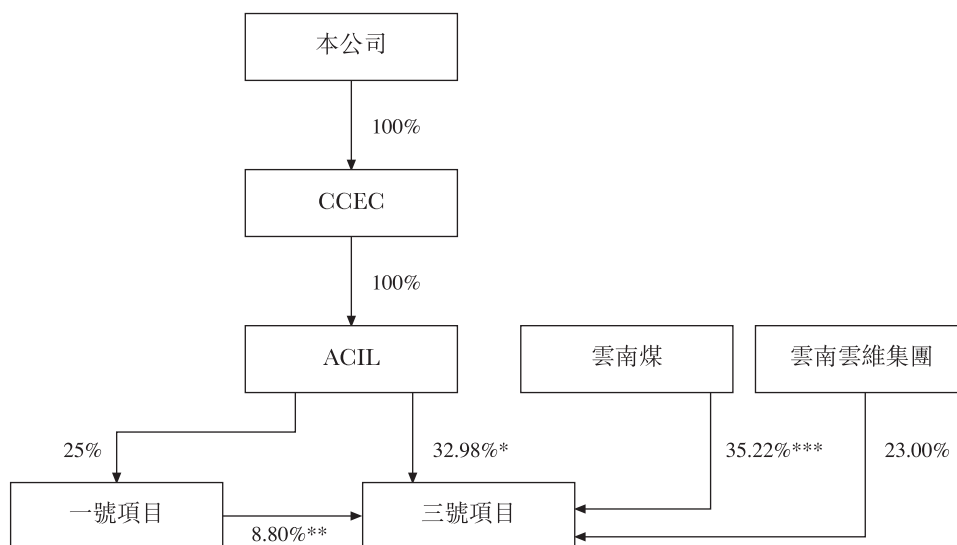 本公司
100%
CCEC
100%
ACIL
雲南煤
雲南雲維集團
25%
32.98%*
35.22%***
23.00%
一號項目
三號項目
8.80%**